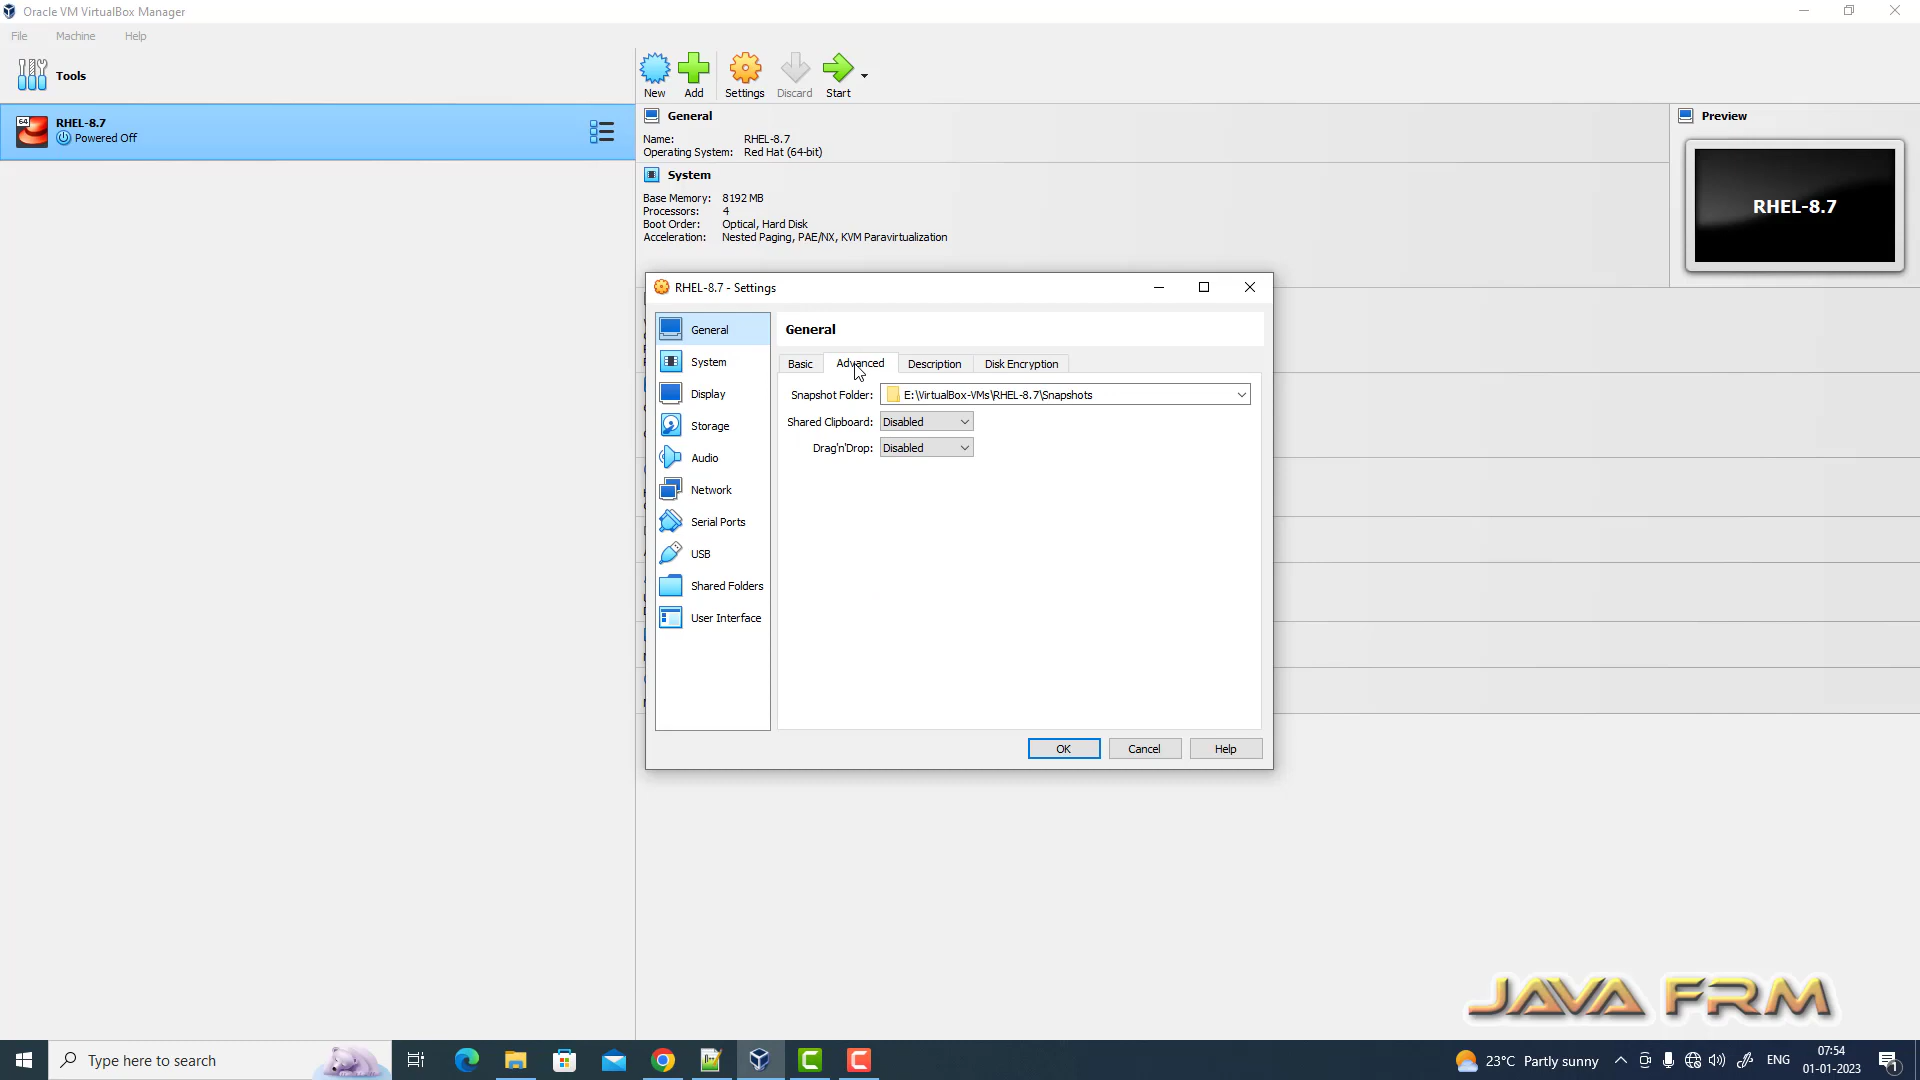 Oracle VM VirtualBox Manager
File Machine Help
Tools
New Add Settings Discard Start
64 RHEL-8.7
Powered Off
General
Name: RHEL-8.7
Operating System: Red Hat (64-bit)
System
Base Memory: 8192 MB
Processors: 4
Boot Order: Optical, Hard Disk
Acceleration: Nested Paging, PAE/NX, KVM Paravirtualization
Preview
RHEL-8.7
RHEL-8.7 - Settings
General
System
Display
Storage
Audio
Network
Serial Ports
USB
Shared Folders
User Interface
General
Basic Advanced Description Disk Encryption
Snapshot Folder: E:\VirtualBox-VMs\RHEL-8.7\Snapshots
Shared Clipboard: Disabled
Drag'n'Drop: Disabled
OK Cancel Help
JAVA FRM
Type here to search
23°C Partly sunny
ENG
07:54
01-01-2023
1